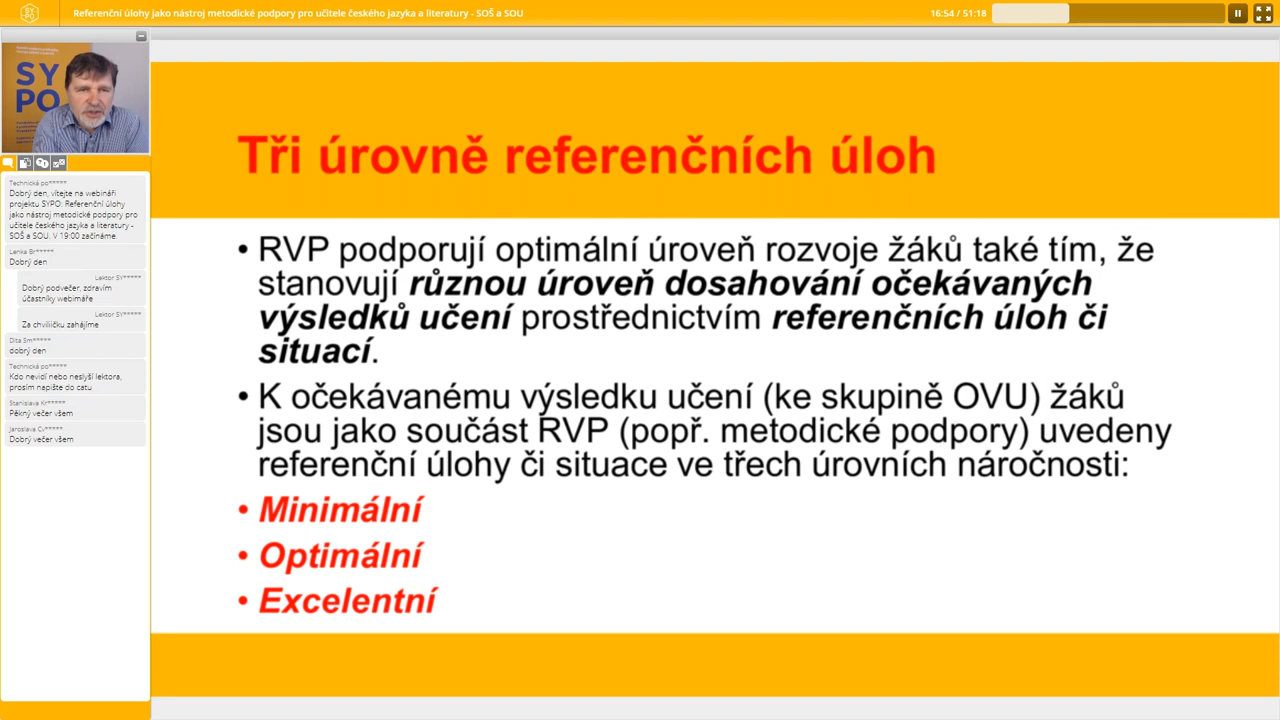 Referenční úlohy jako nástroj metodické podpory pro učitele českého jazyka a literatury - SOŠ a SOU
16:54 / 51:18
SY
PO
SY
PO
Technická po*****
Dobrý den, vítejte na webináři
projektu SYPO: Referenční úlohy
jako nástroj metodické podpory pro
učitele českého jazyka a literatury -
SOŠ a SOU. V 19:00 začínáme.
Lenka Br*****
Dobrý den
Lektor SY*****
Dobrý podvečer, zdravím
účastníky webimáře
Lektor SY*****
Za chviliičku zahájíme
Dita Sm*****
dobrý den
Technická po*****
Kdo nevidí nebo neslyší lektora,
prosím napište do catu
Stanislava Kr*****
Pěkný večer všem
Jaroslava Cv*****
Dobrý večer všem
Tři úrovně referenčních úloh
• RVP podporují optimální úroveň rozvoje žáků také tím, že
stanovují různou úroveň dosahování očekávaných
výsledků učení prostřednictvím referenčních úloh či
situací.
• K očekávanému výsledku učení (ke skupině OVU) žáků
jsou jako součást RVP (popř. metodické podpory) uvedeny
referenční úlohy či situace ve třech úrovních náročnosti:
• Minimální
• Optimální
• Excelentní